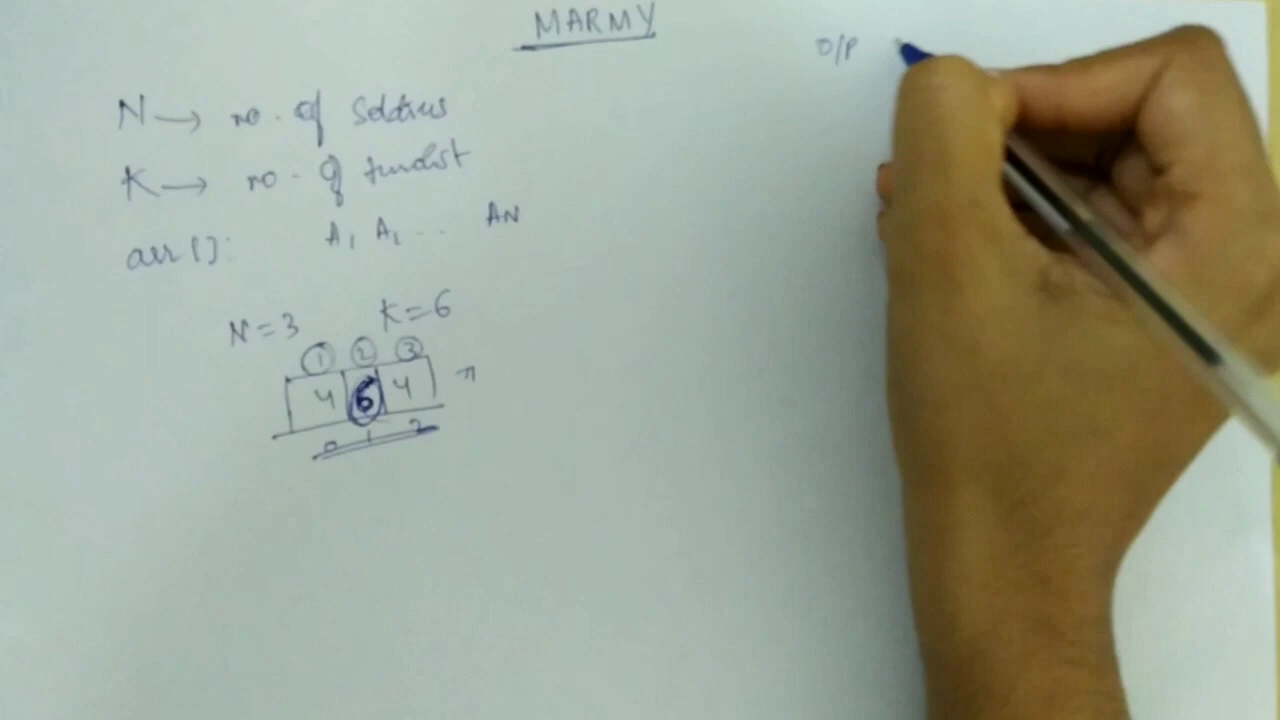 MARMY
O/P
N → no. of Soldiers
K → no. of tourist
arr[]: A1 A2 ... AN
N = 3 K = 6
1 2 3
4 6 4
0 1 2